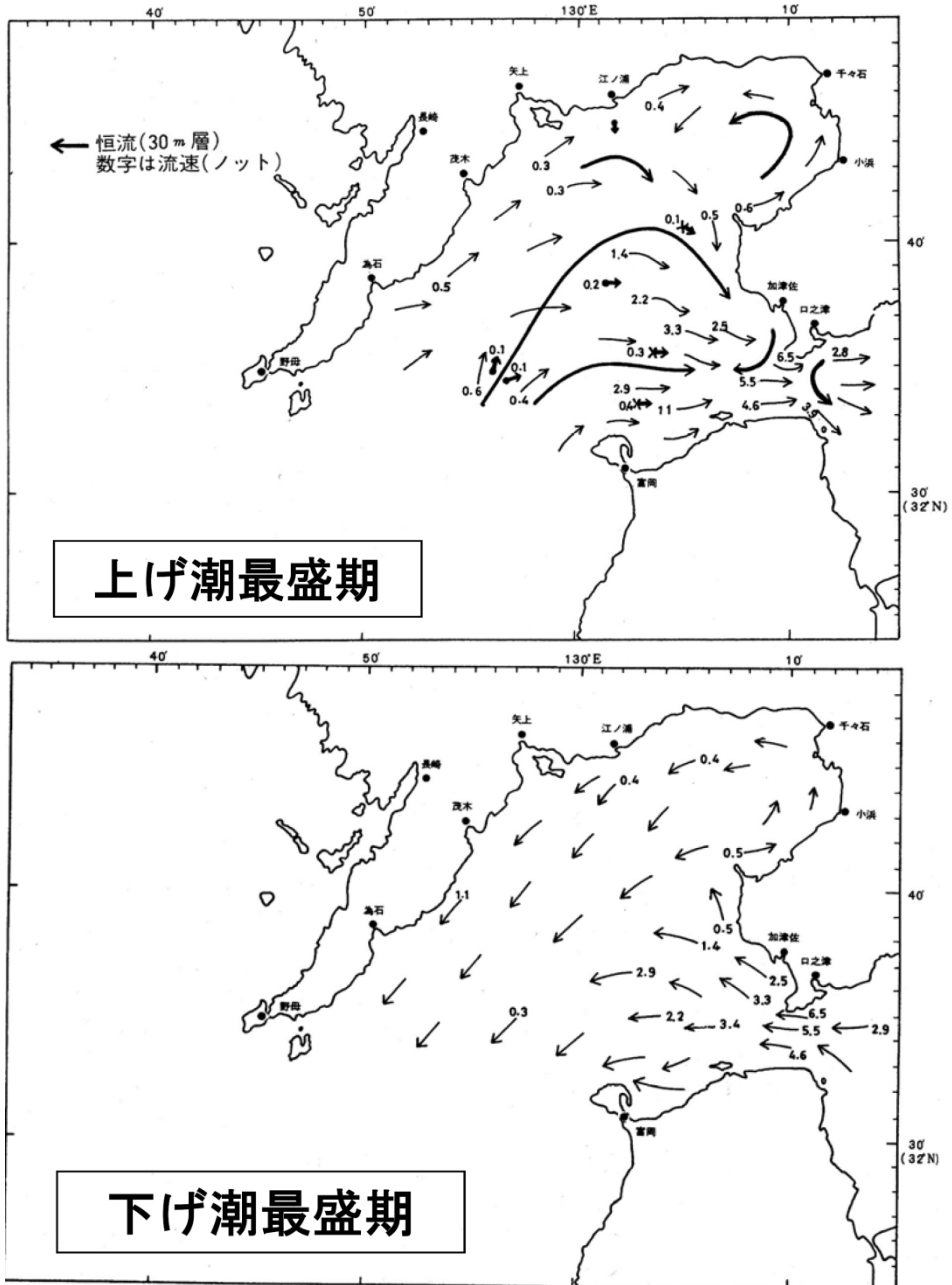 40'
50'
130°E
10'
千々石
矢上
江ノ浦
0.4
長崎
恒流(30m層)
数字は流速(ノット)
小浜
茂木
0.3
0.3
0.6
0.1
0.5
40'
1.4
為石
0.5
0.2
加津佐
2.2
口之津
3.3
2.5
野母
0.1
0.3
6.5
2.8
0.1
5.5
0.6
0.4
2.9
0.4
11
4.6
3.9
富岡
30'
(32°N)
上げ潮最盛期
40'
50'
130°E
10'
千々石
矢上
江ノ浦
長崎
0.4
0.4
茂木
小浜
0.5
1.1
40'
為石
0.5
1.4
加津佐
口之津
2.9
2.5
3.3
野母
0.3
2.2
3.4
6.5
5.5
2.9
4.6
富岡
30'
(32°N)
下げ潮最盛期